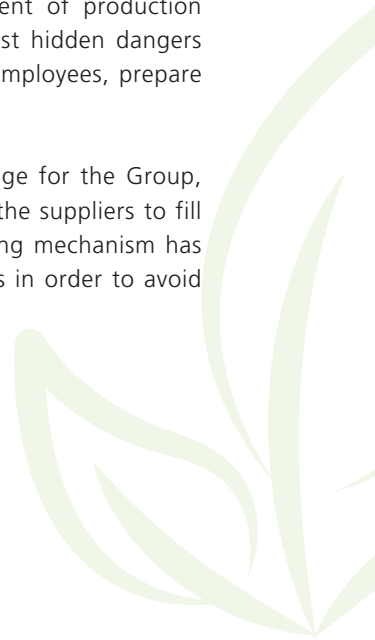 ent of production
st hidden dangers
mployees, prepare
ge for the Group,
the suppliers to fill
ng mechanism has
s in order to avoid